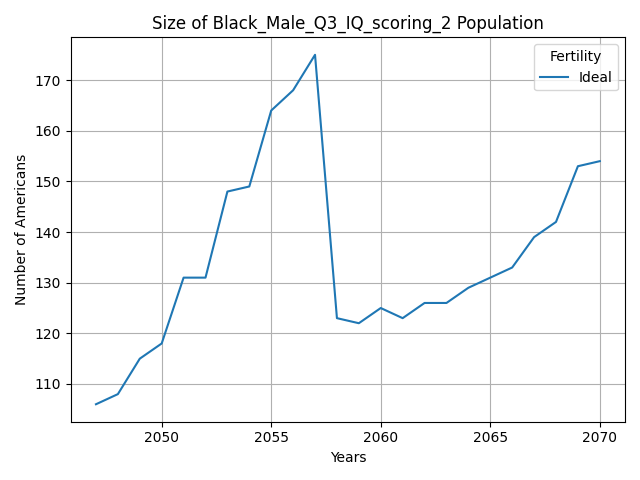 Size of Black_Male_Q3_IQ_scoring_2 Population
Fertility
Ideal
170
160
150
140
130
120
110
Number of Americans
2050 2055 2060 2065 2070
Years